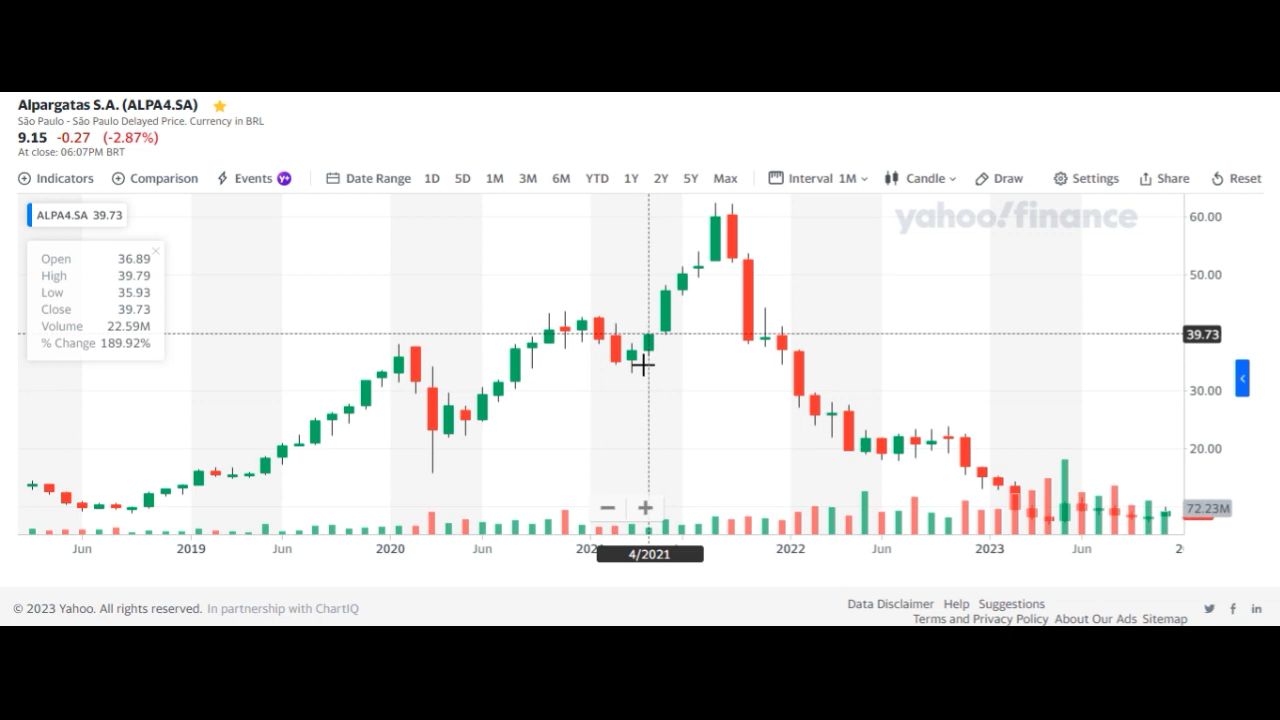 Alpargatas S.A. (ALPA4.SA)
São Paulo - São Paulo Delayed Price. Currency in BRL
9.15 -0.27 (-2.87%)
At close: 06:07PM BRT
Indicators Comparison Events Y+ Date Range 1D 5D 1M 3M 6M YTD 1Y 2Y 5Y Max Interval 1M Candle Draw Settings Share Reset
ALPA4.SA 39.73
yahoo!finance
60.00
Open 36.89
High 39.79
Low 35.93
Close 39.73
Volume 22.59M
% Change 189.92%
50.00
39.73
30.00
20.00
72.23M
Jun 2019 Jun 2020 Jun 2022 Jun 2023 Jun
4/2021
© 2023 Yahoo. All rights reserved. In partnership with ChartIQ
Data Disclaimer Help Suggestions
Terms and Privacy Policy About Our Ads Sitemap